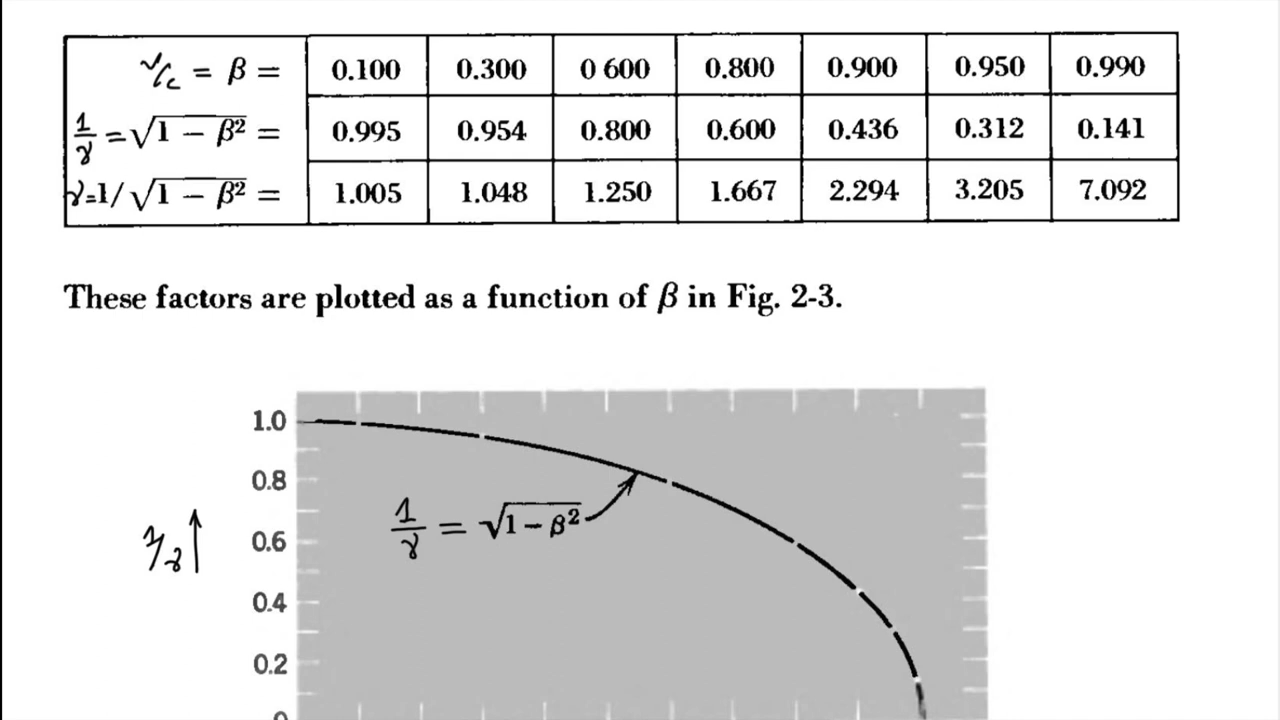 v/c = β = 0.100 0.300 0 600 0.800 0.900 0.950 0.990
1/γ = √1 − β² = 0.995 0.954 0.800 0.600 0.436 0.312 0.141
γ=1/√1 − β² = 1.005 1.048 1.250 1.667 2.294 3.205 7.092
These factors are plotted as a function of β in Fig. 2-3.
1.0
0.8
1/γ = √1−β²
1/γ ↑ 0.6
0.4
0.2
0